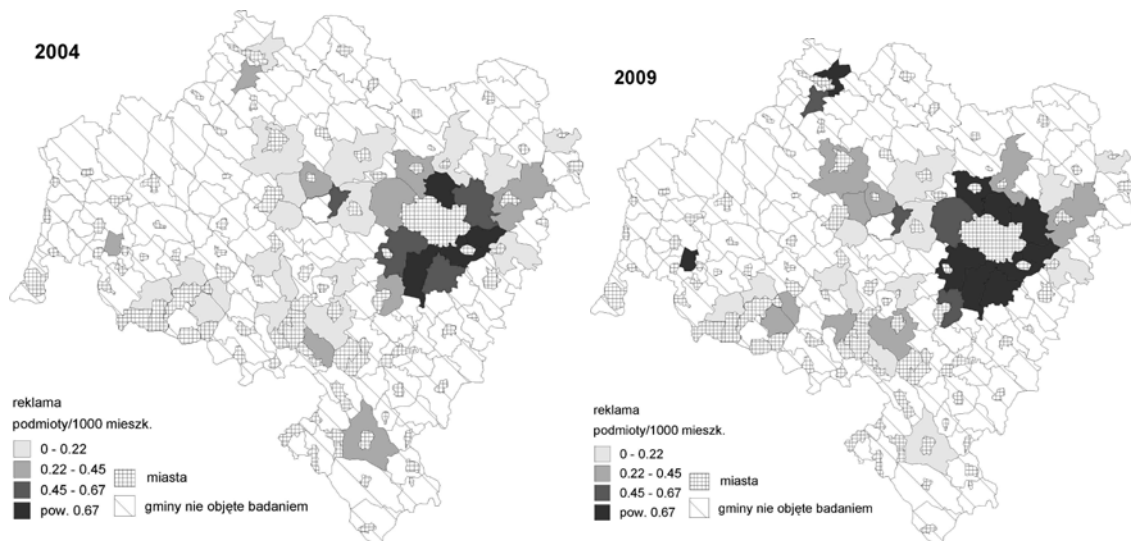 2004
reklama
podmioty/1000 mieszk.
0 - 0.22
0.22 - 0.45
0.45 - 0.67
pow. 0.67
miasta
gminy nie objęte badaniem
2009
reklama
podmioty/1000 mieszk.
0 - 0.22
0.22 - 0.45
0.45 - 0.67
pow. 0.67
miasta
gminy nie objęte badaniem